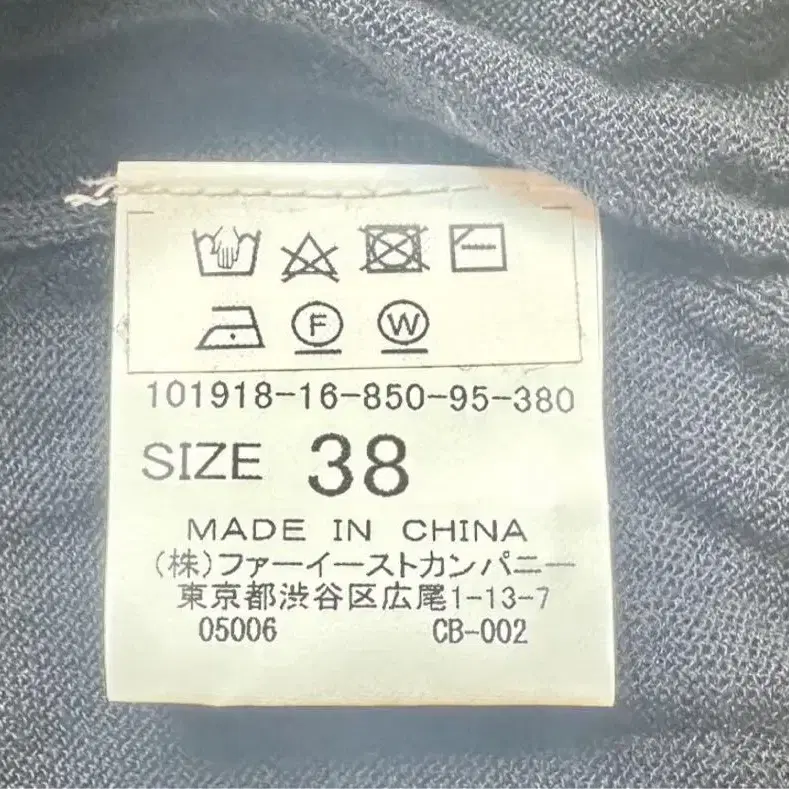 F W
101918-16-850-95-380
SIZE 38
MADE IN CHINA
(株)ファーイーストカンパニー
東京都渋谷区広尾1-13-7
05006 CB-002